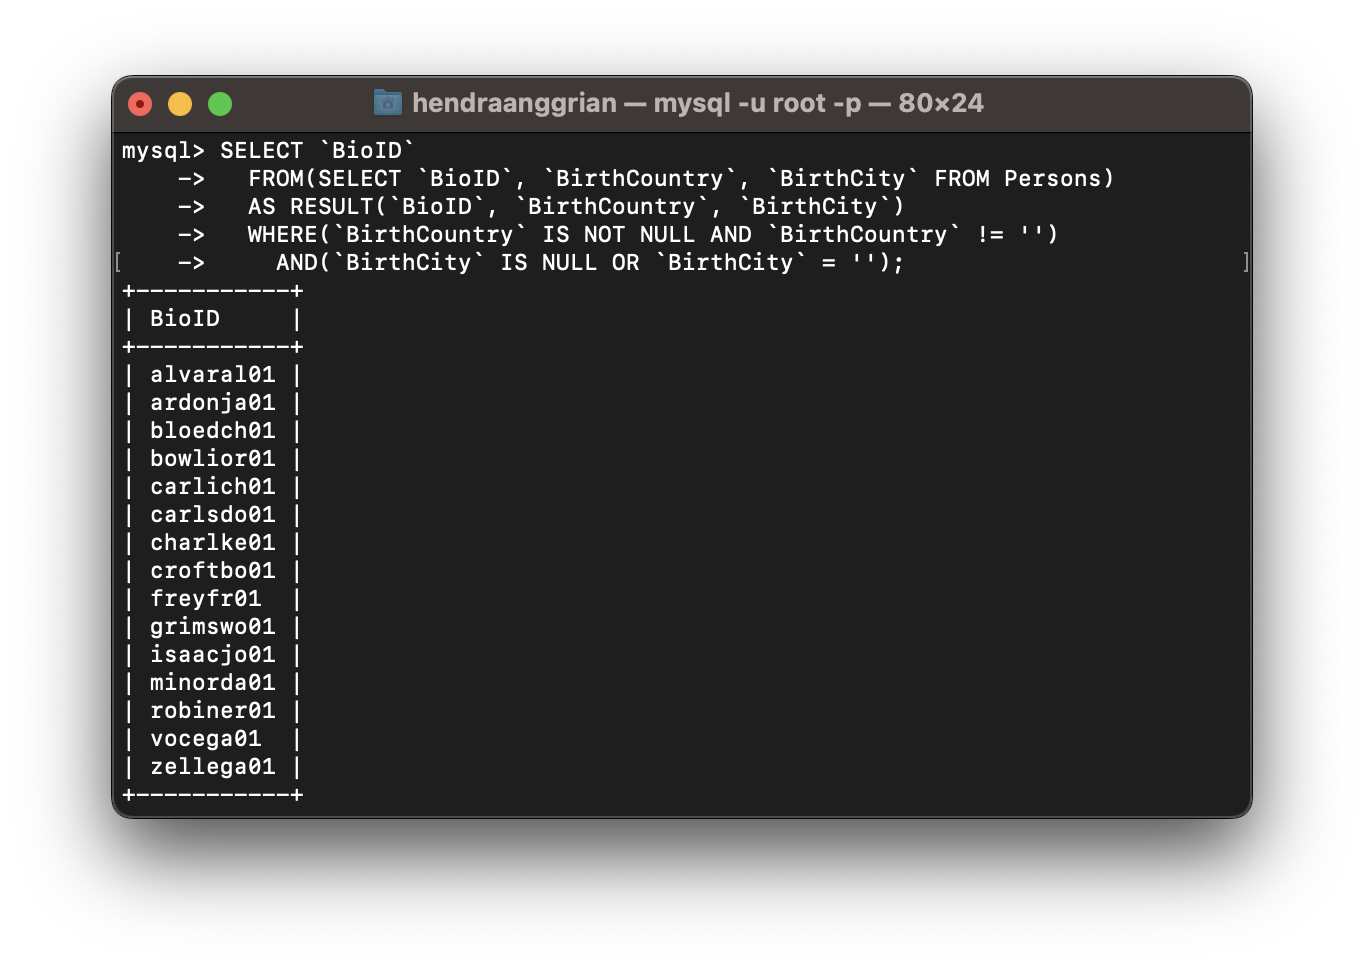 hendraanggrian — mysql -u root -p — 80×24
mysql> SELECT `BioID`
    ->   FROM(SELECT `BioID`, `BirthCountry`, `BirthCity` FROM Persons)
    ->   AS RESULT(`BioID`, `BirthCountry`, `BirthCity`)
    ->   WHERE(`BirthCountry` IS NOT NULL AND `BirthCountry` != '')
[    ->     AND(`BirthCity` IS NULL OR `BirthCity` = '');                        ]
+-----------+
| BioID     |
+-----------+
| alvaral01 |
| ardonja01 |
| bloedch01 |
| bowlior01 |
| carlich01 |
| carlsdo01 |
| charlke01 |
| croftbo01 |
| freyfr01  |
| grimswo01 |
| isaacjo01 |
| minorda01 |
| robiner01 |
| vocega01  |
| zellega01 |
+-----------+